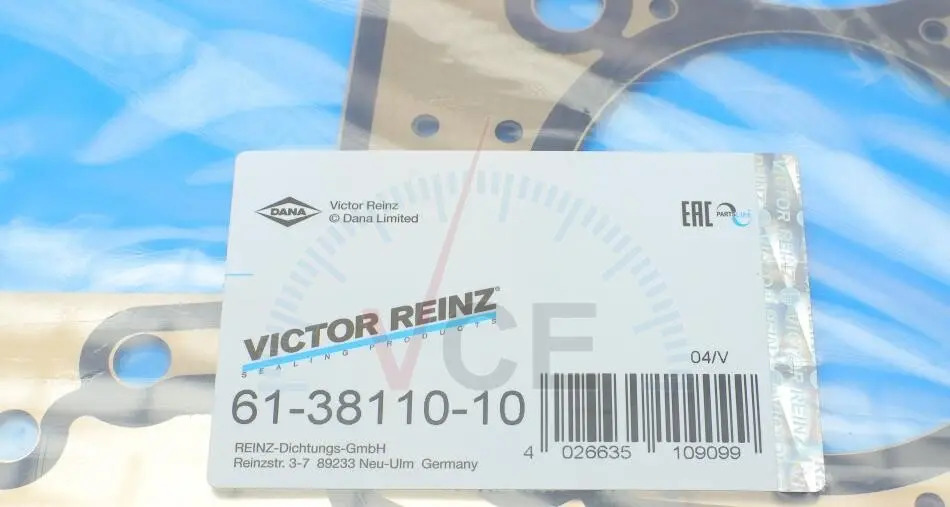 DANA
Victor Reinz
© Dana Limited
EAC
PARTSLIFE
VICTOR REINZ®
SEALING PRODUCTS
VCE
04/V
61-38110-10
REINZ-Dichtungs-GmbH
Reinzstr. 3-7 89233 Neu-Ulm Germany
4 026635 109099